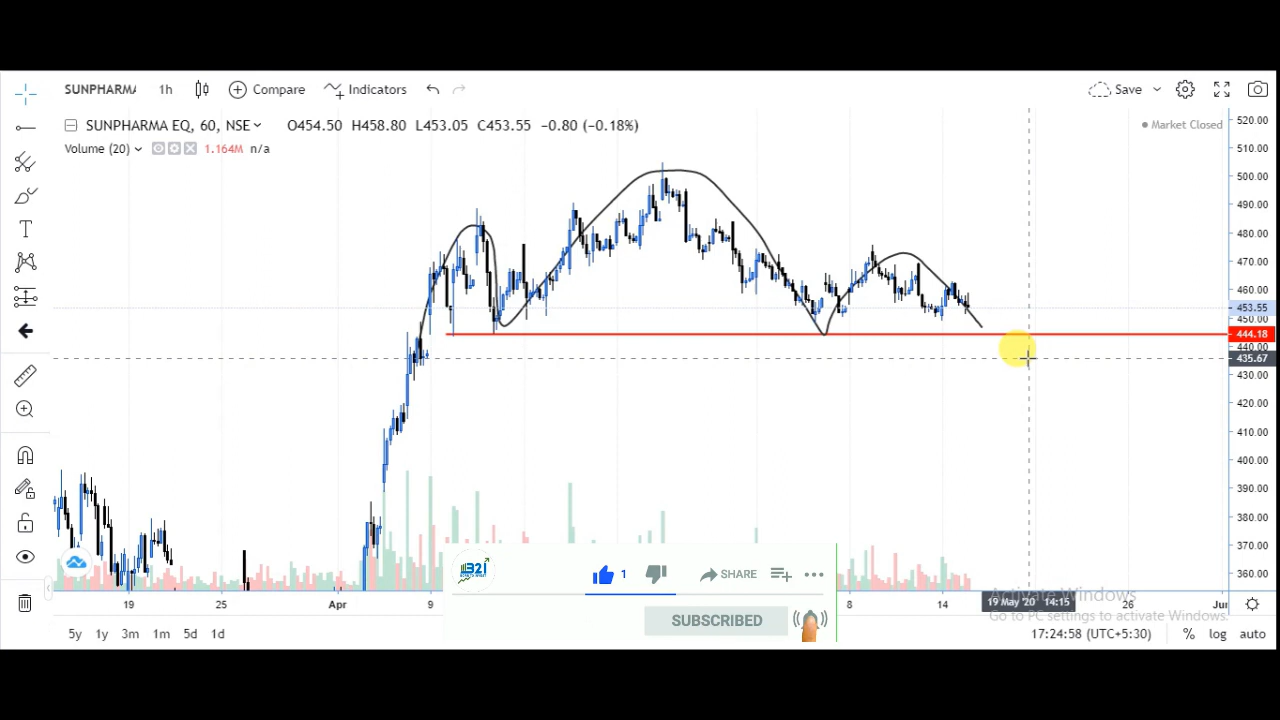 SUNPHARMA 1h Compare Indicators Save
SUNPHARMA EQ, 60, NSE O454.50 H458.80 L453.05 C453.55 −0.80 (−0.18%) Market Closed
Volume (20) 1.164M n/a
520.00
510.00
500.00
490.00
480.00
470.00
460.00
453.55
450.00
444.18
440.00
435.67
430.00
420.00
410.00
400.00
390.00
380.00
370.00
360.00
B2i
1 SHARE
SUBSCRIBED
Activate Windows
Go to PC settings to activate Windows.
19 25 Apr 9 8 14 19 May '20 14:15 26 Jun
5y 1y 3m 1m 5d 1d 17:24:58 (UTC+5:30) % log auto